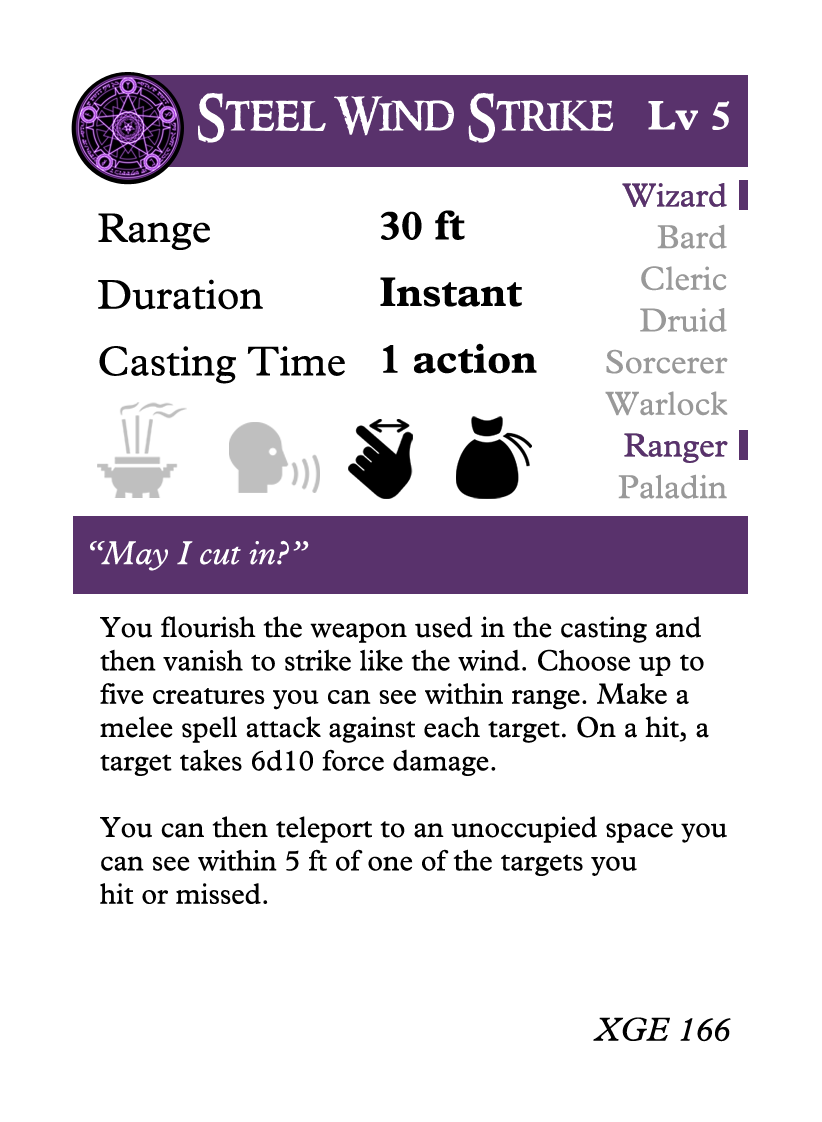 STEEL WIND STRIKE Lv 5
Range 30 ft
Duration Instant
Casting Time 1 action
Wizard
Bard
Cleric
Druid
Sorcerer
Warlock
Ranger
Paladin
“May I cut in?”
You flourish the weapon used in the casting and
then vanish to strike like the wind. Choose up to
five creatures you can see within range. Make a
melee spell attack against each target. On a hit, a
target takes 6d10 force damage.
You can then teleport to an unoccupied space you
can see within 5 ft of one of the targets you
hit or missed.
XGE 166